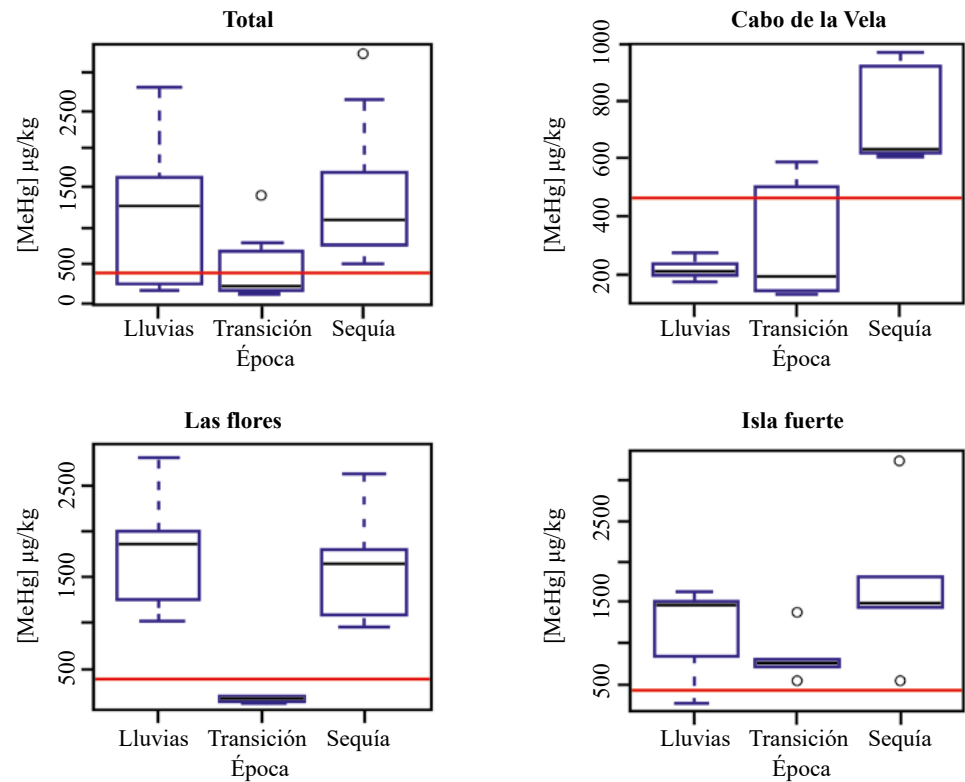 Total
[MeHg] µg/kg
2500
1500
500
0
Lluvias Transición Sequía
Época
Cabo de la Vela
[MeHg] µg/kg
1000
800
600
400
200
Lluvias Transición Sequía
Época
Las flores
[MeHg] µg/kg
2500
1500
500
Lluvias Transición Sequía
Época
Isla fuerte
[MeHg] µg/kg
2500
1500
500
Lluvias Transición Sequía
Época